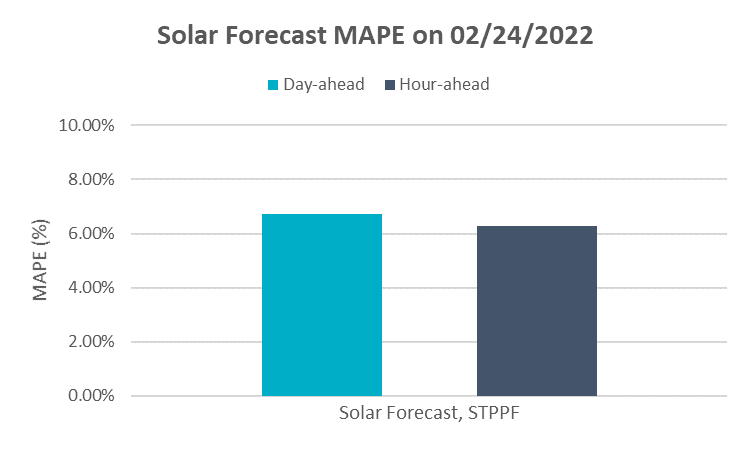 Solar Forecast MAPE on 02/24/2022
Day-ahead Hour-ahead
10.00%
8.00%
6.00%
4.00%
2.00%
0.00%
MAPE (%)
Solar Forecast, STPPF